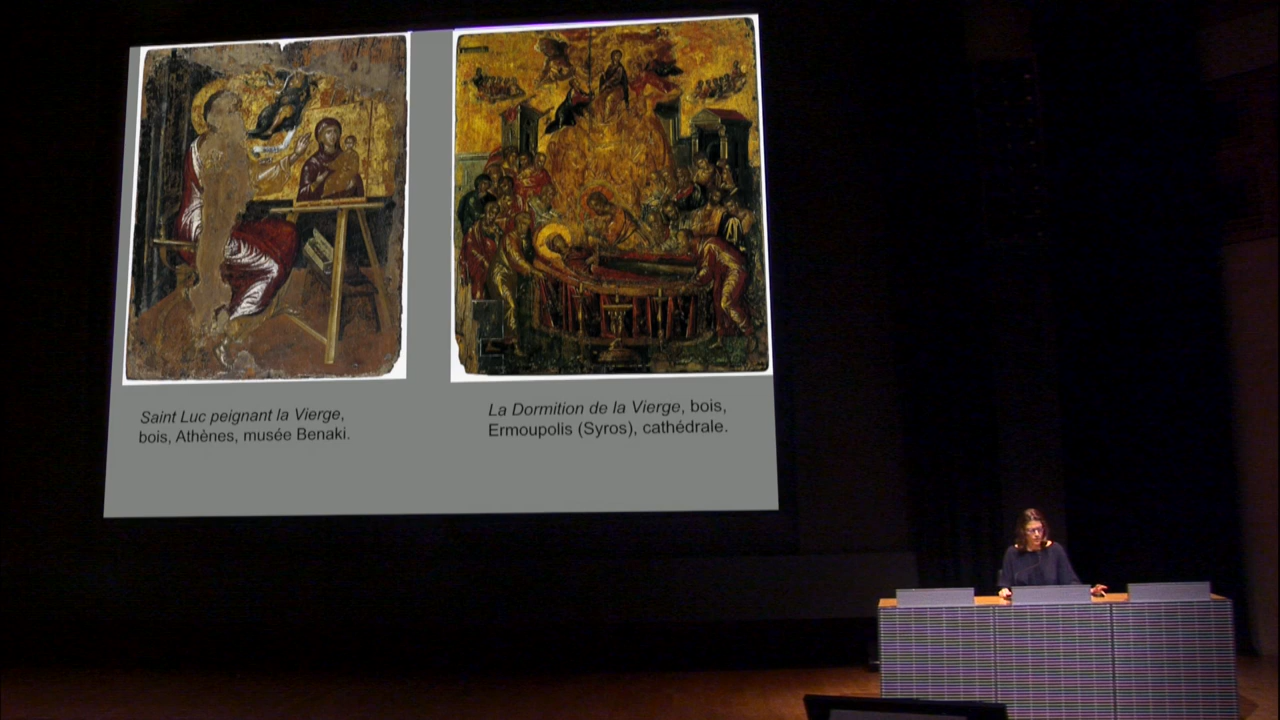 Saint Luc peignant la Vierge,
bois, Athènes, musée Benaki.
La Dormition de la Vierge, bois,
Ermoupolis (Syros), cathédrale.